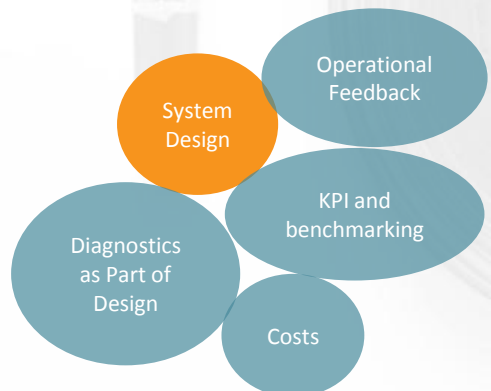 Operational
Feedback
System
Design
KPI and
benchmarking
Diagnostics
as Part of
Design
Costs